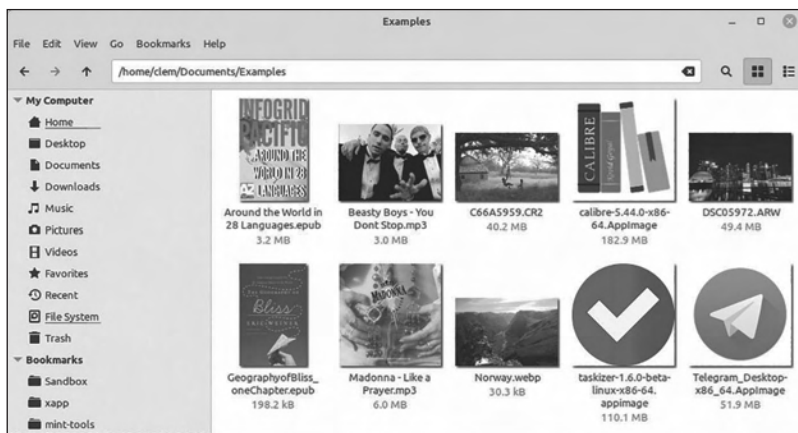 Examples
File Edit View Go Bookmarks Help
/home/clem/Documents/Examples
My Computer
Home
Desktop
Documents
Downloads
Music
Pictures
Videos
Favorites
Recent
File System
Trash
Bookmarks
Sandbox
xapp
mint-tools
INFOGRID
PACIFIC
AROUND THE
WORLD IN 28
LANGUAGES
AZ
CALIBRE
Around the World in
28 Languages.epub
3.2 MB
Beasty Boys - You
Dont Stop.mp3
3.0 MB
C66A5959.CR2
40.2 MB
calibre-5.44.0-x86-
64.AppImage
182.9 MB
DSC05972.ARW
49.4 MB
Bliss
ERIC WEINER
MADONNA
GeographyofBliss_
oneChapter.epub
198.2 kB
Madonna - Like a
Prayer.mp3
6.0 MB
Norway.webp
30.3 kB
taskizer-1.6.0-beta-
linux-x86-64.
appimage
110.1 MB
Telegram_Desktop-
x86_64.AppImage
51.9 MB